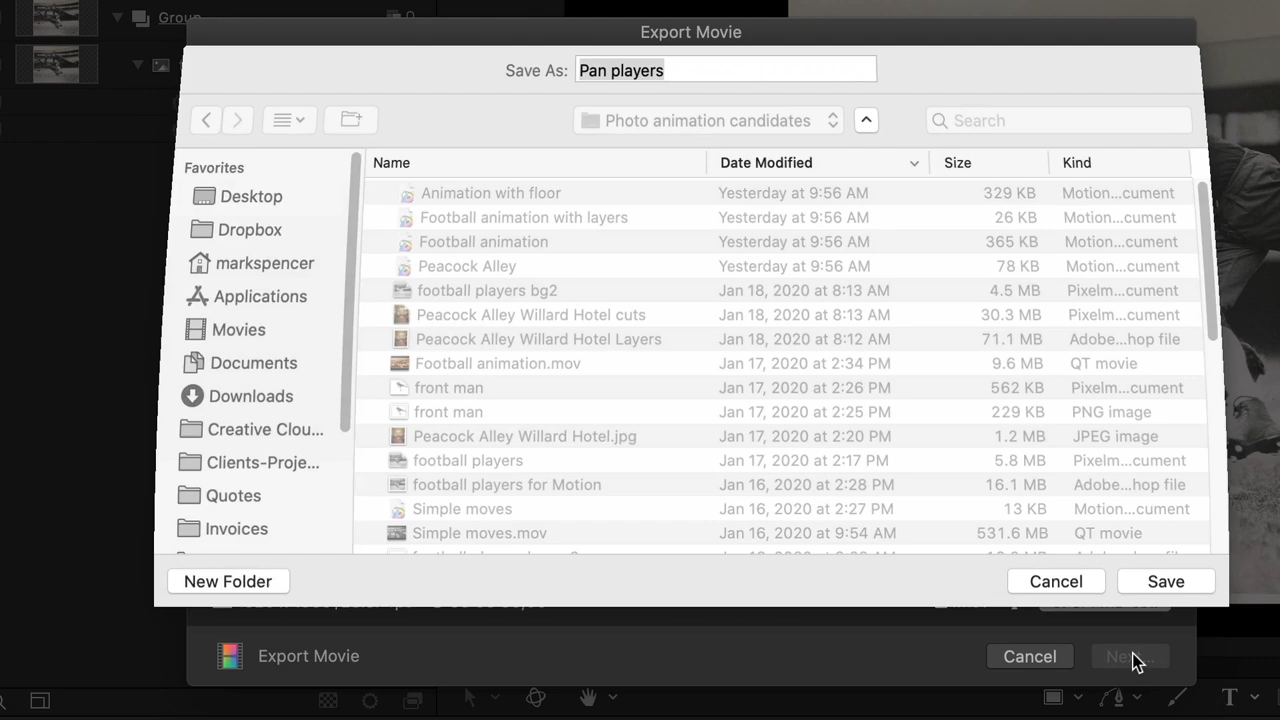 Group
Export Movie
Save As: Pan players
Photo animation candidates
Search
Favorites
Desktop
Dropbox
markspencer
Applications
Movies
Documents
Downloads
Creative Clou...
Clients-Proje...
Quotes
Invoices
Name Date Modified Size Kind
Animation with floor Yesterday at 9:56 AM 329 KB Motion...cument
Football animation with layers Yesterday at 9:56 AM 26 KB Motion...cument
Football animation Yesterday at 9:56 AM 365 KB Motion...cument
Peacock Alley Yesterday at 9:56 AM 78 KB Motion...cument
football players bg2 Jan 18, 2020 at 8:13 AM 4.5 MB Pixelm...cument
Peacock Alley Willard Hotel cuts Jan 18, 2020 at 8:13 AM 30.3 MB Pixelm...cument
Peacock Alley Willard Hotel Layers Jan 18, 2020 at 8:12 AM 71.1 MB Adobe...hop file
Football animation.mov Jan 17, 2020 at 2:34 PM 9.6 MB QT movie
front man Jan 17, 2020 at 2:26 PM 562 KB Pixelm...cument
front man Jan 17, 2020 at 2:25 PM 229 KB PNG image
Peacock Alley Willard Hotel.jpg Jan 17, 2020 at 2:20 PM 1.2 MB JPEG image
football players Jan 17, 2020 at 2:17 PM 5.8 MB Pixelm...cument
football players for Motion Jan 16, 2020 at 2:28 PM 16.1 MB Adobe...hop file
Simple moves Jan 16, 2020 at 2:27 PM 13 KB Motion...cument
Simple moves.mov Jan 16, 2020 at 9:54 AM 531.6 MB QT movie
New Folder Cancel Save
Export Movie Cancel
T